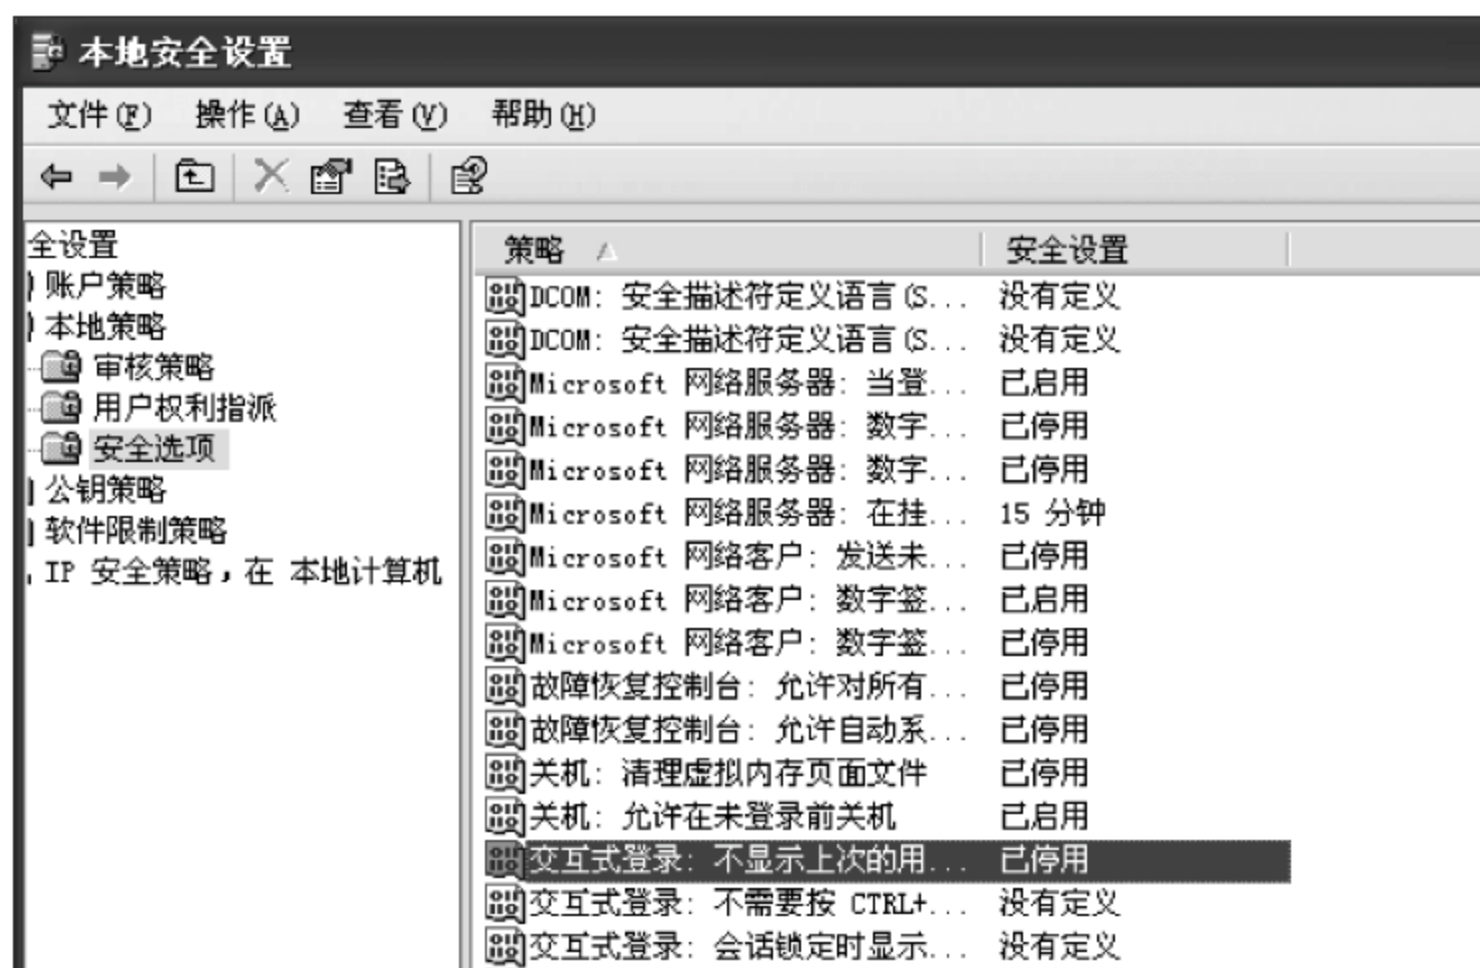 本地安全设置
文件(F) 操作(A) 查看(V) 帮助(H)
全设置
账户策略
本地策略
审核策略
用户权利指派
安全选项
公钥策略
软件限制策略
IP 安全策略，在 本地计算机
策略 安全设置
DCOM: 安全描述符定义语言(S... 没有定义
DCOM: 安全描述符定义语言(S... 没有定义
Microsoft 网络服务器: 当登... 已启用
Microsoft 网络服务器: 数字... 已停用
Microsoft 网络服务器: 数字... 已停用
Microsoft 网络服务器: 在挂... 15 分钟
Microsoft 网络客户: 发送未... 已停用
Microsoft 网络客户: 数字签... 已启用
Microsoft 网络客户: 数字签... 已停用
故障恢复控制台: 允许对所有... 已停用
故障恢复控制台: 允许自动系... 已停用
关机: 清理虚拟内存页面文件 已停用
关机: 允许在未登录前关机 已启用
交互式登录: 不显示上次的用... 已停用
交互式登录: 不需要按 CTRL+... 没有定义
交互式登录: 会话锁定时显示... 没有定义